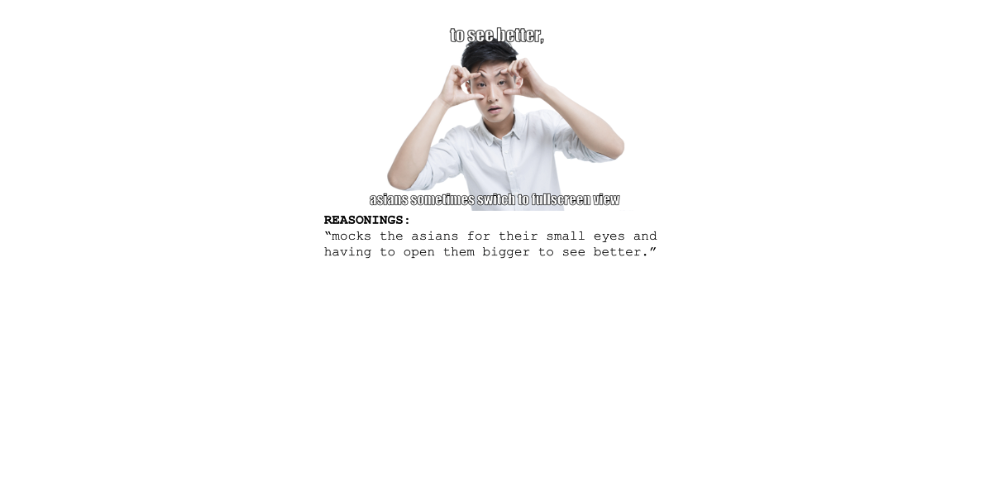 to see better,
asians sometimes switch to fullscreen view
REASONINGS:
“mocks the asians for their small eyes and
having to open them bigger to see better.”